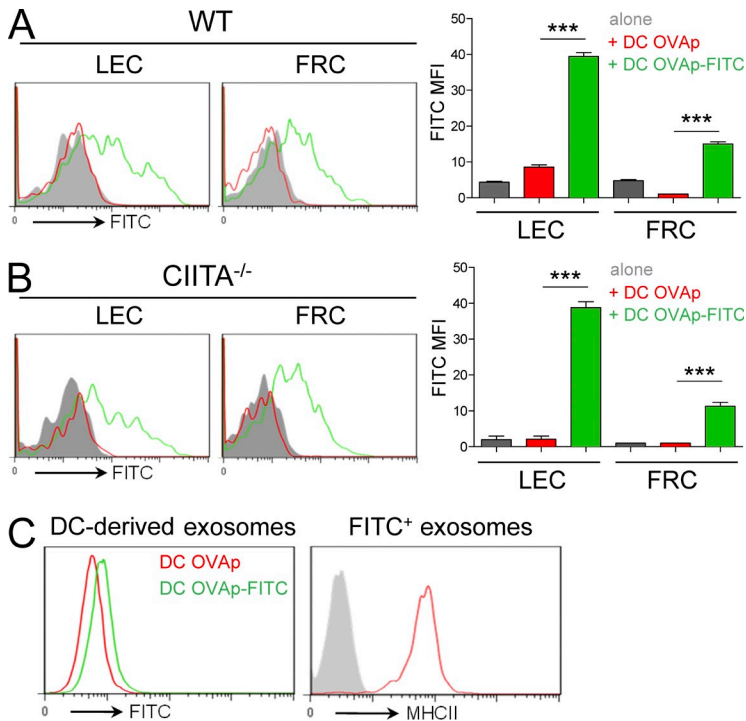 A
WT
LEC
FRC
0
FITC
0
FITC MFI
50
40
30
20
10
0
***
***
alone
+ DC OVAp
+ DC OVAp-FITC
LEC
FRC
B
CIITA-/-
LEC
FRC
0
FITC
0
FITC MFI
50
40
30
20
10
0
***
***
alone
+ DC OVAp
+ DC OVAp-FITC
LEC
FRC
C
DC-derived exosomes
FITC+ exosomes
DC OVAp
DC OVAp-FITC
0
FITC
0
MHCII